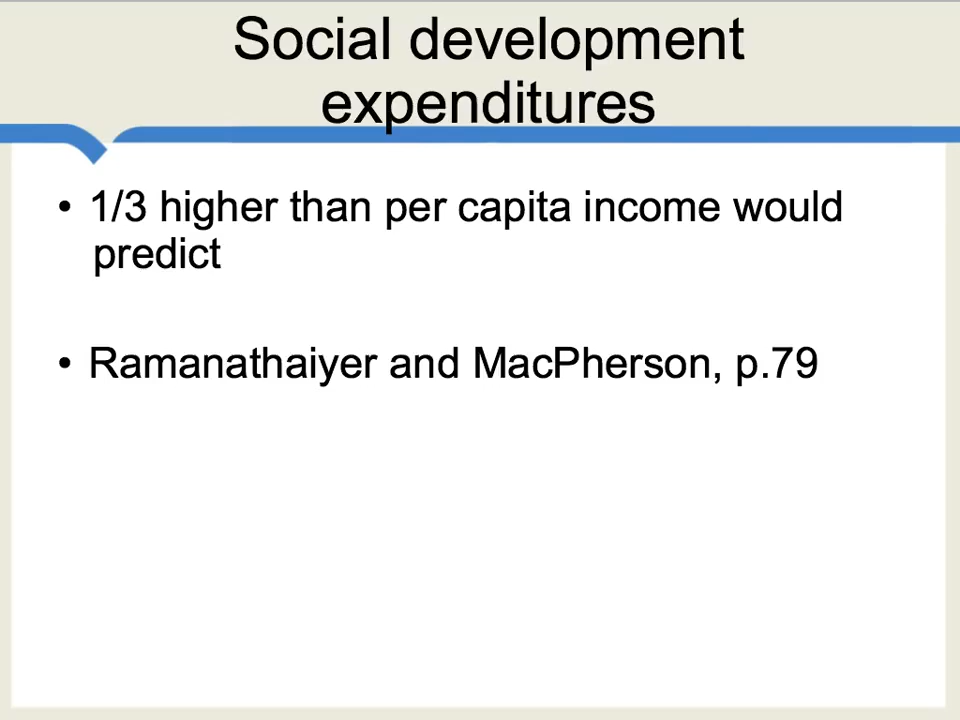 Social development
expenditures
• 1/3 higher than per capita income would
predict
• Ramanathaiyer and MacPherson, p.79